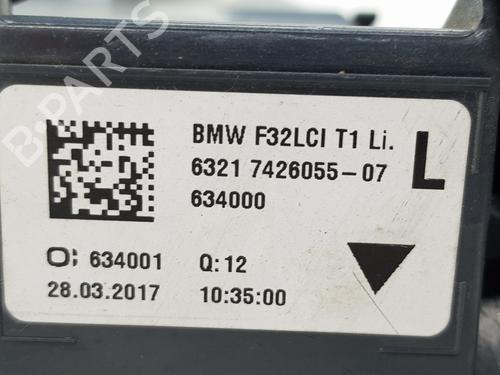 BMW F32LCI T1 Li.
L
6321 7426055-07
634000
O: 634001 Q:12
28.03.2017 10:35:00
B-PARTS